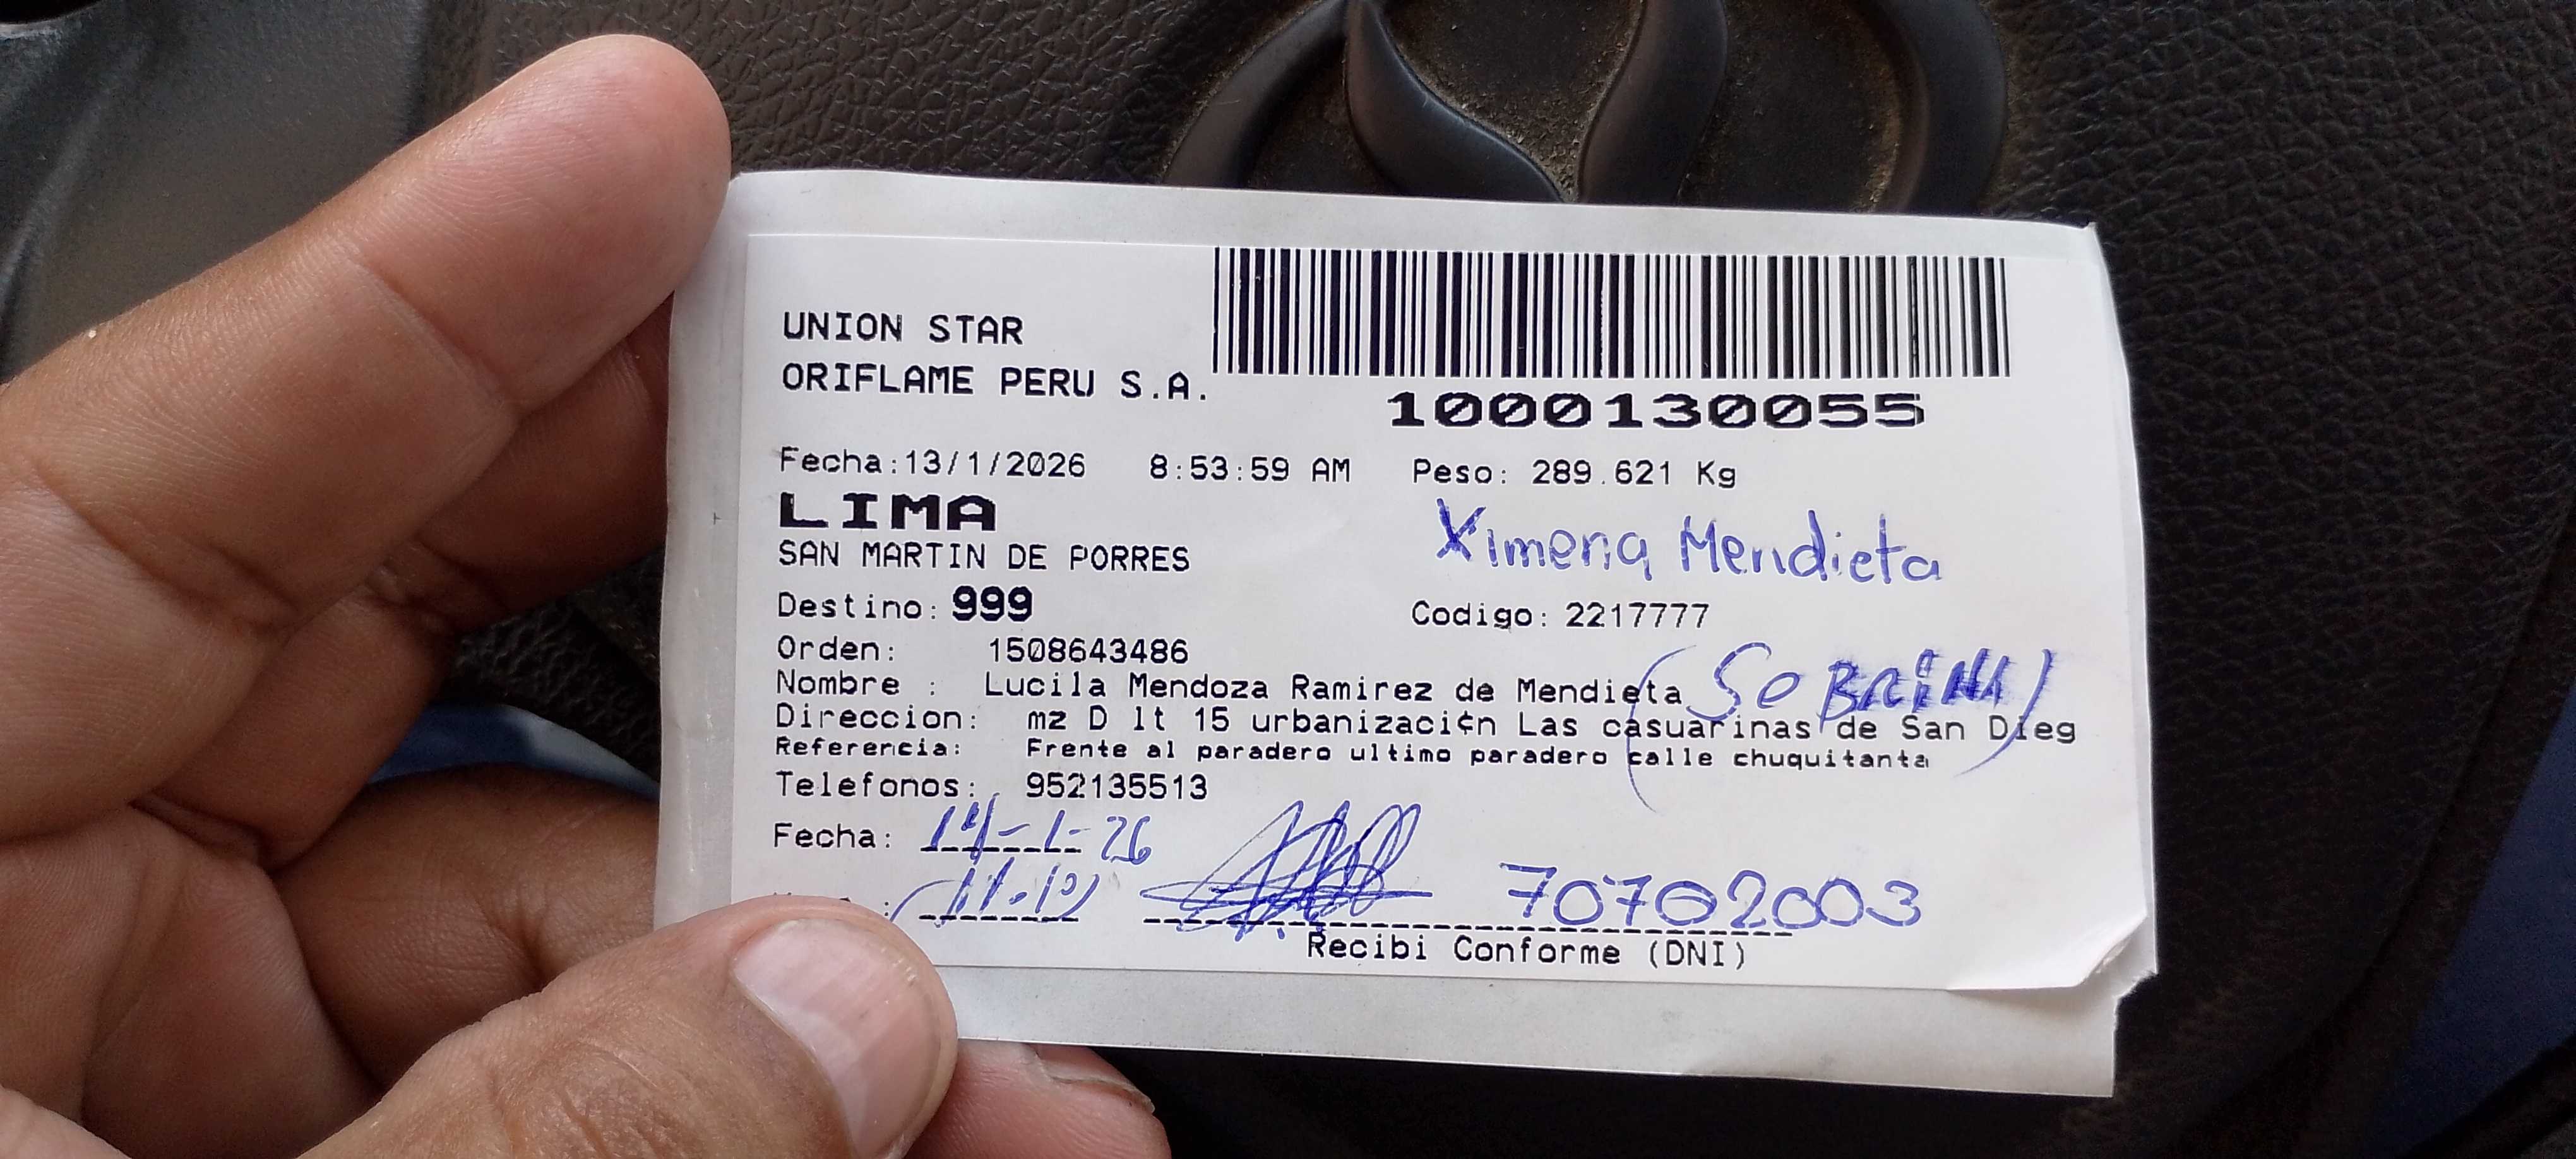 UNION STAR
ORIFLAME PERU S.A.
1000130055
Fecha:13/1/2026 8:53:59 AM Peso: 289.621 Kg
LIMA
SAN MARTIN DE PORRES
Ximena Mendieta
Destino: 999 Codigo: 2217777
Orden: 1508643486
Nombre : Lucila Mendoza Ramirez de Mendieta (SOBRINA)
Direccion: mz D lt 15 urbanizaci¢n Las casuarinas de San Dieg
Referencia: Frente al paradero ultimo paradero calle chuquitanta
Telefonos: 952135513
Fecha: 14-1-26
: 11.12 70702003
Recibi Conforme (DNI)